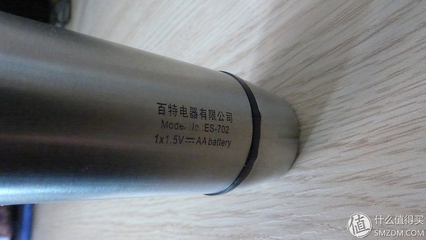 百特电器有限公司
Model No.:ES-702
1x1.5V⎓AA battery
值 什么值得买
SMZDM.COM